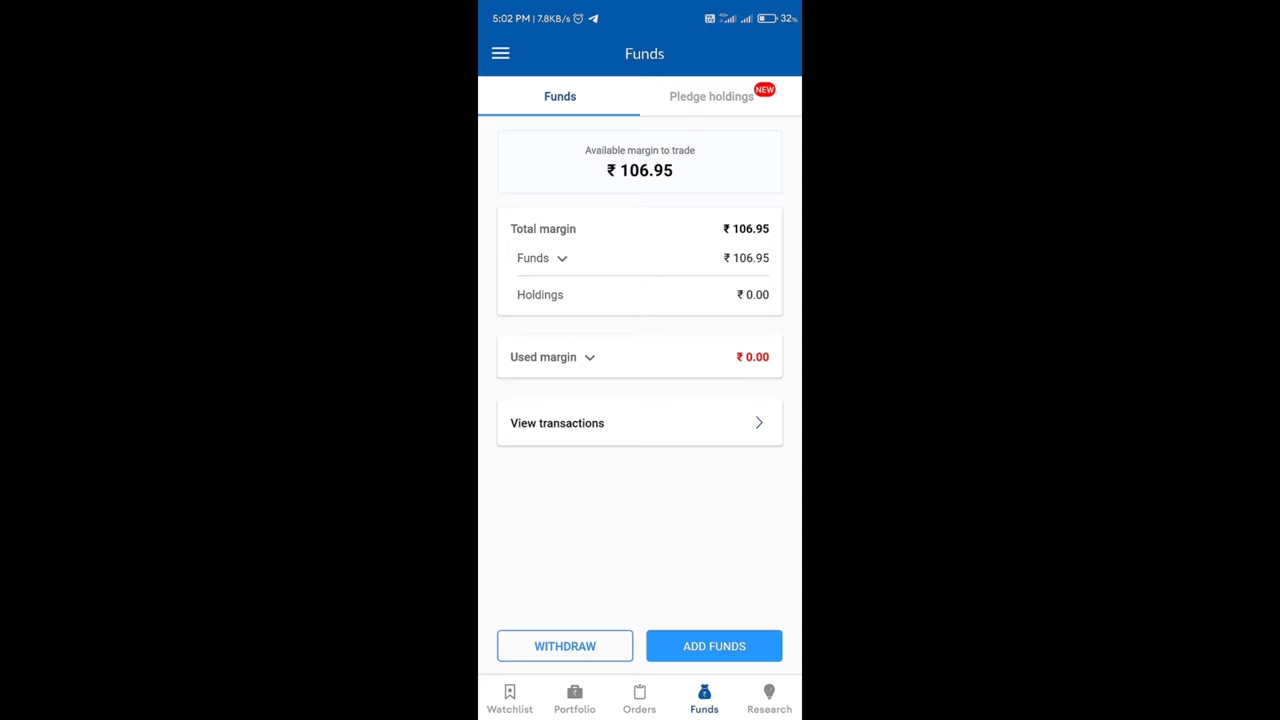 5:02 PM | 7.8KB/s 32%
Funds
Funds Pledge holdings NEW
Available margin to trade
₹ 106.95
Total margin ₹ 106.95
Funds ₹ 106.95
Holdings ₹ 0.00
Used margin ₹ 0.00
View transactions
WITHDRAW ADD FUNDS
Watchlist Portfolio Orders Funds Research